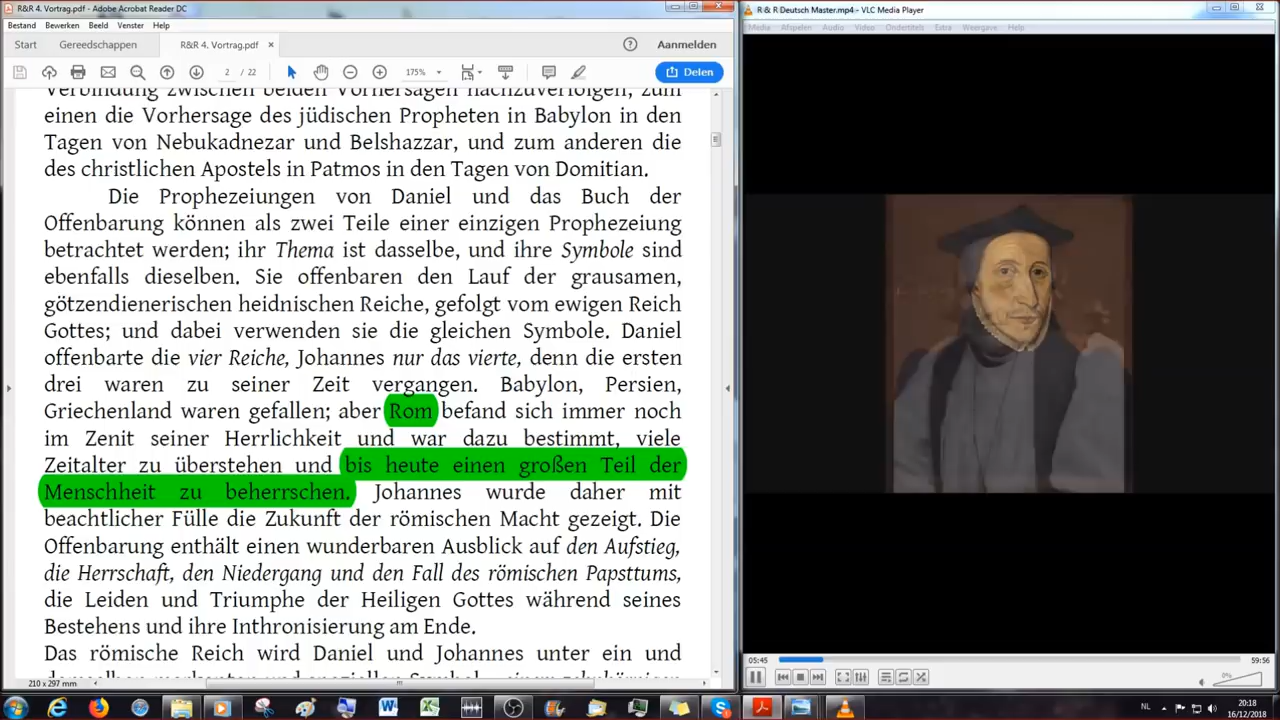 R&R 4. Vortrag.pdf - Adobe Acrobat Reader DC
Bestand Bewerken Beeld Venster Help
Start Gereedschappen R&R 4. Vortrag.pdf × Aanmelden
2 / 22 175% Delen
Verbindung zwischen beiden Vorhersagen nachzuverfolgen, zum
einen die Vorhersage des jüdischen Propheten in Babylon in den
Tagen von Nebukadnezar und Belshazzar, und zum anderen die
des christlichen Apostels in Patmos in den Tagen von Domitian.
Die Prophezeiungen von Daniel und das Buch der
Offenbarung können als zwei Teile einer einzigen Prophezeiung
betrachtet werden; ihr Thema ist dasselbe, und ihre Symbole sind
ebenfalls dieselben. Sie offenbaren den Lauf der grausamen,
götzendienerischen heidnischen Reiche, gefolgt vom ewigen Reich
Gottes; und dabei verwenden sie die gleichen Symbole. Daniel
offenbarte die vier Reiche, Johannes nur das vierte, denn die ersten
drei waren zu seiner Zeit vergangen. Babylon, Persien,
Griechenland waren gefallen; aber Rom befand sich immer noch
im Zenit seiner Herrlichkeit und war dazu bestimmt, viele
Zeitalter zu überstehen und bis heute einen großen Teil der
Menschheit zu beherrschen. Johannes wurde daher mit
beachtlicher Fülle die Zukunft der römischen Macht gezeigt. Die
Offenbarung enthält einen wunderbaren Ausblick auf den Aufstieg,
die Herrschaft, den Niedergang und den Fall des römischen Papsttums,
die Leiden und Triumphe der Heiligen Gottes während seines
Bestehens und ihre Inthronisierung am Ende.
Das römische Reich wird Daniel und Johannes unter ein und
210 x 297 mm
R & R Deutsch Master.mp4 - VLC Media Player
Media Afspelen Audio Video Ondertitels Extra Weergave Help
05:45 59:56
0%
NL 20:18
16/12/2018